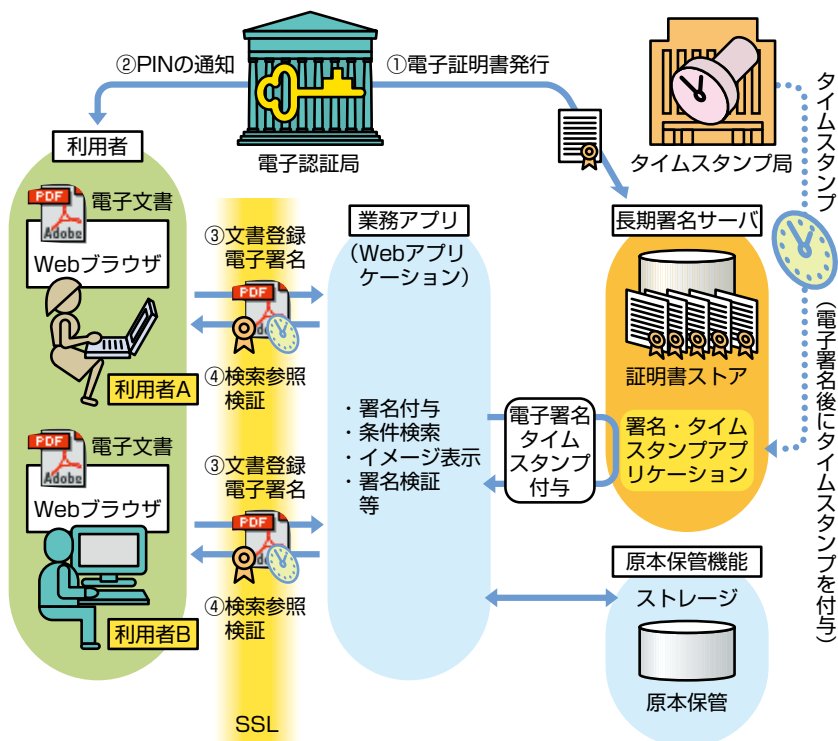 ②PINの通知
①電子証明書発行
電子認証局
タイムスタンプ局
タイムスタンプ
（電子署名後にタイムスタンプを付与）
利用者
PDF
Adobe
電子文書
Webブラウザ
利用者A
③文書登録
電子署名
PDF
④検索参照
検証
PDF
Adobe
電子文書
Webブラウザ
利用者B
③文書登録
電子署名
PDF
④検索参照
検証
SSL
業務アプリ
（Webアプリ
ケーション）
・署名付与
・条件検索
・イメージ表示
・署名検証
等
電子署名
タイム
スタンプ
付与
長期署名サーバ
証明書ストア
署名・タイム
スタンプアプ
リケーション
原本保管機能
ストレージ
原本保管